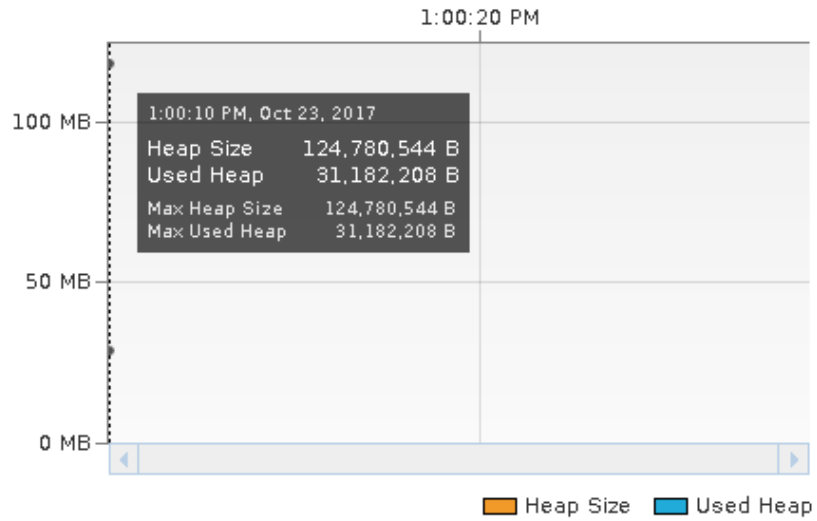 1:00:20 PM
100 MB
1:00:10 PM, Oct 23, 2017
Heap Size 124,780,544 B
Used Heap 31,182,208 B
Max Heap Size 124,780,544 B
Max Used Heap 31,182,208 B
50 MB
0 MB
Heap Size Used Heap